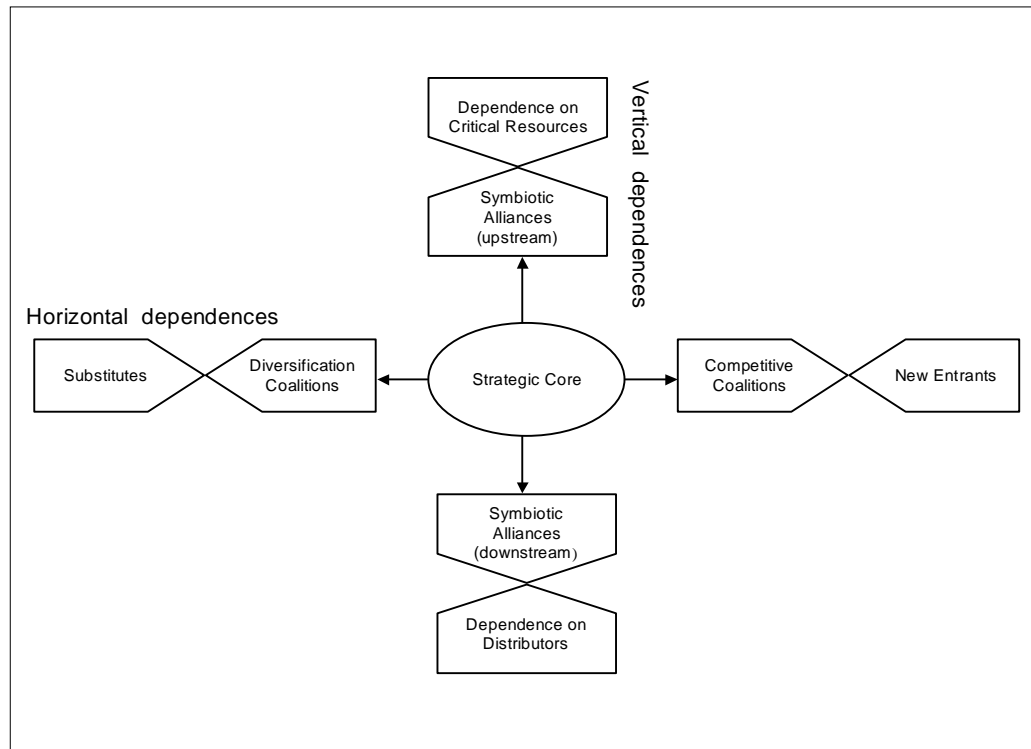 Dependence on
Critical Resources
Vertical dependences
Symbiotic
Alliances
(upstream)
Horizontal dependences
Substitutes
Diversification
Coalitions
Strategic Core
Competitive
Coalitions
New Entrants
Symbiotic
Alliances
(downstream)
Dependence on
Distributors